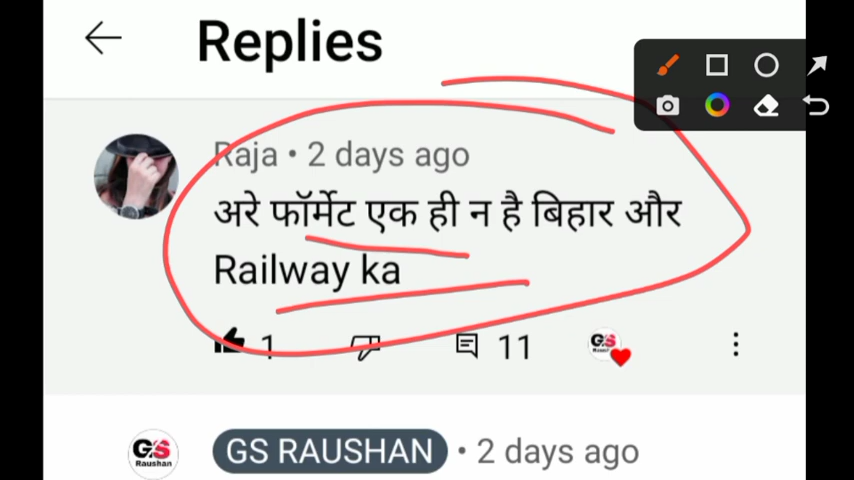 Replies
Raja • 2 days ago
अरे फॉर्मेट एक ही न है बिहार और
Railway ka
1
11
GS
GS
Raushan
GS RAUSHAN • 2 days ago